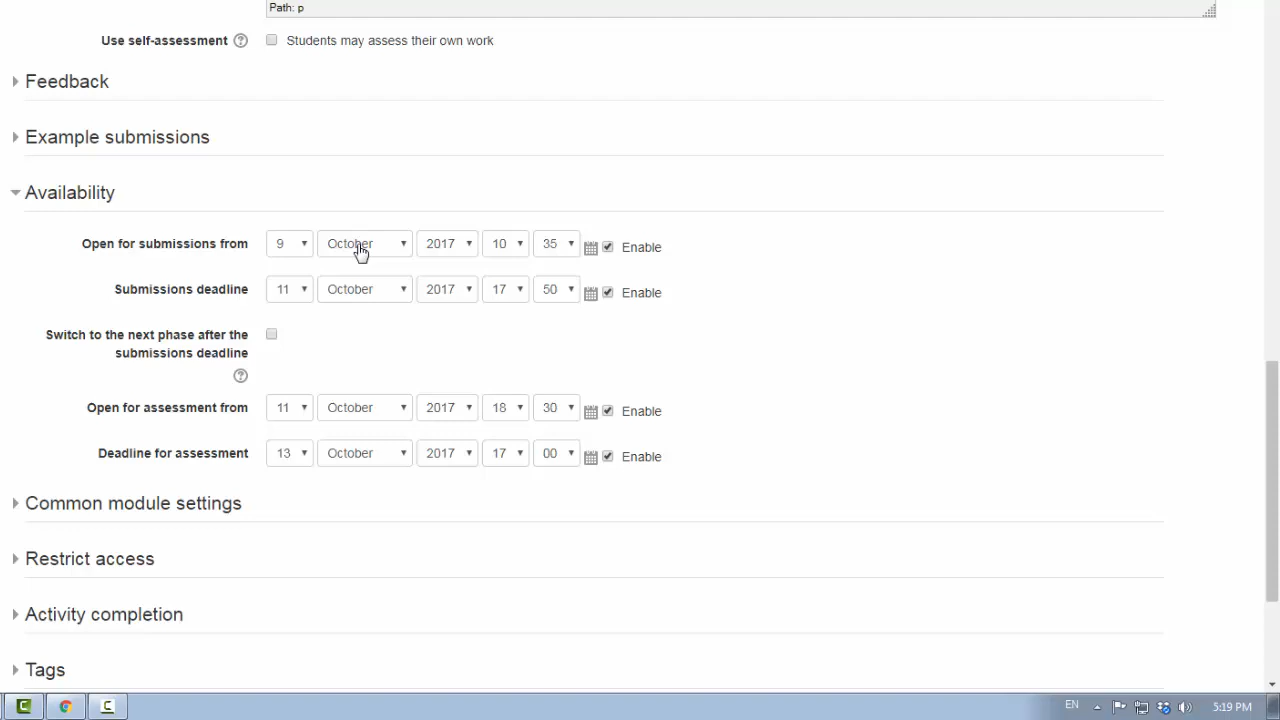 Path: p
Use self-assessment Students may assess their own work
Feedback
Example submissions
Availability
Open for submissions from 9 October 2017 10 35 Enable
Submissions deadline 11 October 2017 17 50 Enable
Switch to the next phase after the
submissions deadline
Open for assessment from 11 October 2017 18 30 Enable
Deadline for assessment 13 October 2017 17 00 Enable
Common module settings
Restrict access
Activity completion
Tags
EN 5:19 PM